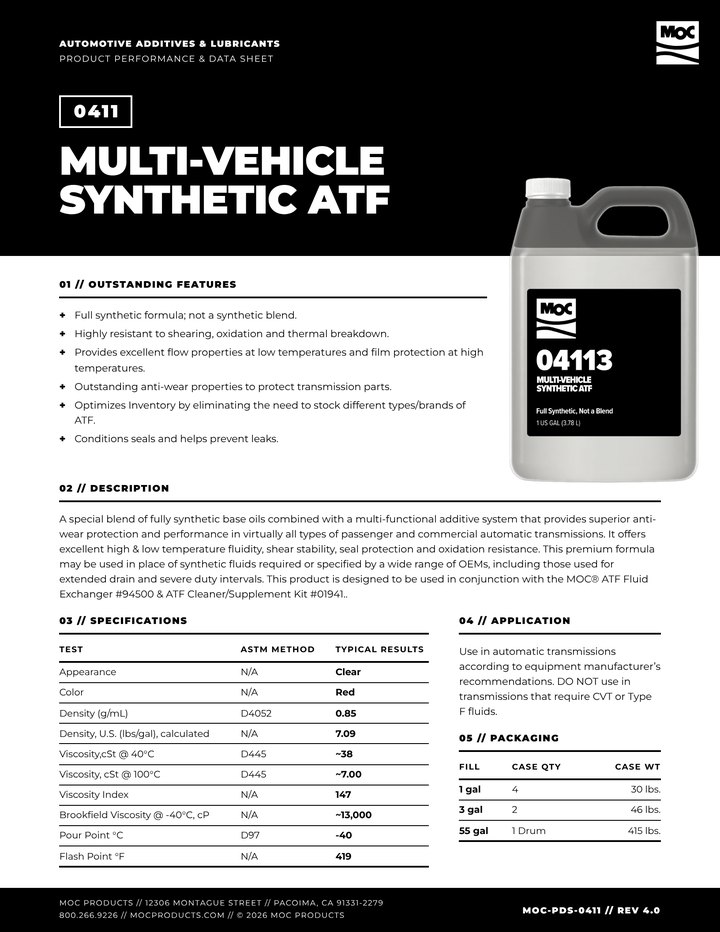 AUTOMOTIVE ADDITIVES & LUBRICANTS
PRODUCT PERFORMANCE & DATA SHEET
MOC
0411
MULTI-VEHICLE
SYNTHETIC ATF
01 // OUTSTANDING FEATURES
+ Full synthetic formula; not a synthetic blend.
+ Highly resistant to shearing, oxidation and thermal breakdown.
+ Provides excellent flow properties at low temperatures and film protection at high
temperatures.
+ Outstanding anti-wear properties to protect transmission parts.
+ Optimizes Inventory by eliminating the need to stock different types/brands of
ATF.
+ Conditions seals and helps prevent leaks.
MOC
04113
MULTI-VEHICLE
SYNTHETIC ATF
Full Synthetic, Not a Blend
1 US GAL (3.78 L)
02 // DESCRIPTION
A special blend of fully synthetic base oils combined with a multi-functional additive system that provides superior anti-
wear protection and performance in virtually all types of passenger and commercial automatic transmissions. It offers
excellent high & low temperature fluidity, shear stability, seal protection and oxidation resistance. This premium formula
may be used in place of synthetic fluids required or specified by a wide range of OEMs, including those used for
extended drain and severe duty intervals. This product is designed to be used in conjunction with the MOC® ATF Fluid
Exchanger #94500 & ATF Cleaner/Supplement Kit #01941..
03 // SPECIFICATIONS
TEST ASTM METHOD TYPICAL RESULTS
Appearance N/A Clear
Color N/A Red
Density (g/mL) D4052 0.85
Density, U.S. (lbs/gal), calculated N/A 7.09
Viscosity,cSt @ 40°C D445 ~38
Viscosity, cSt @ 100°C D445 ~7.00
Viscosity Index 147
Brookfield Viscosity @ -40°C, cP N/A ~13,000
Pour Point °C D97 -40
Flash Point °F N/A 419
04 // APPLICATION
Use in automatic transmissions
according to equipment manufacturer's
recommendations. DO NOT use in
transmissions that require CVT or Type
F fluids.
05 // PACKAGING
FILL CASE QTY CASE WT
1 gal 4 30 lbs.
3 gal 2 46 lbs.
55 gal 1 Drum 415 lbs.
MOC PRODUCTS // 12306 MONTAGUE STREET // PACOIMA, CA 91331-2279
800.266.9226 // MOCPRODUCTS.COM // © 2026 MOC PRODUCTS
MOC-PDS-0411 // REV 4.0